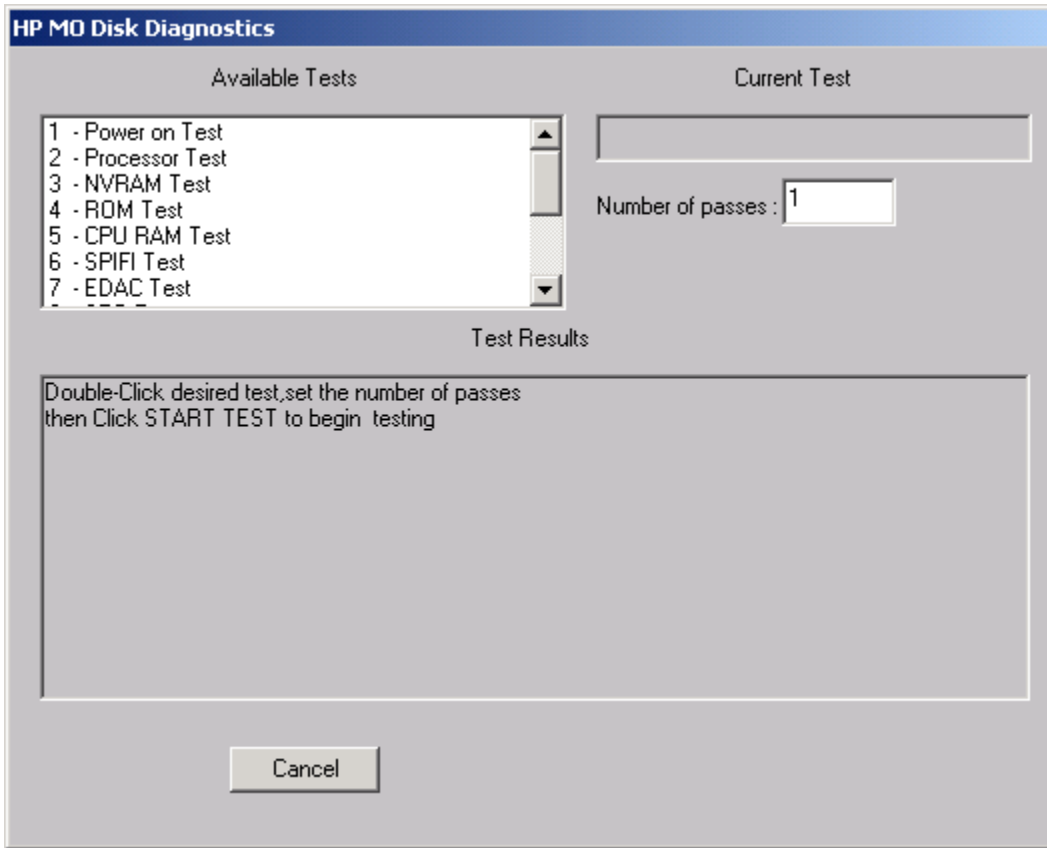 HP MO Disk Diagnostics
Available Tests
1 - Power on Test
2 - Processor Test
3 - NVRAM Test
4 - ROM Test
5 - CPU RAM Test
6 - SPIFI Test
7 - EDAC Test
Current Test
Number of passes : 1
Test Results
Double-Click desired test,set the number of passes
then Click START TEST to begin  testing
Cancel